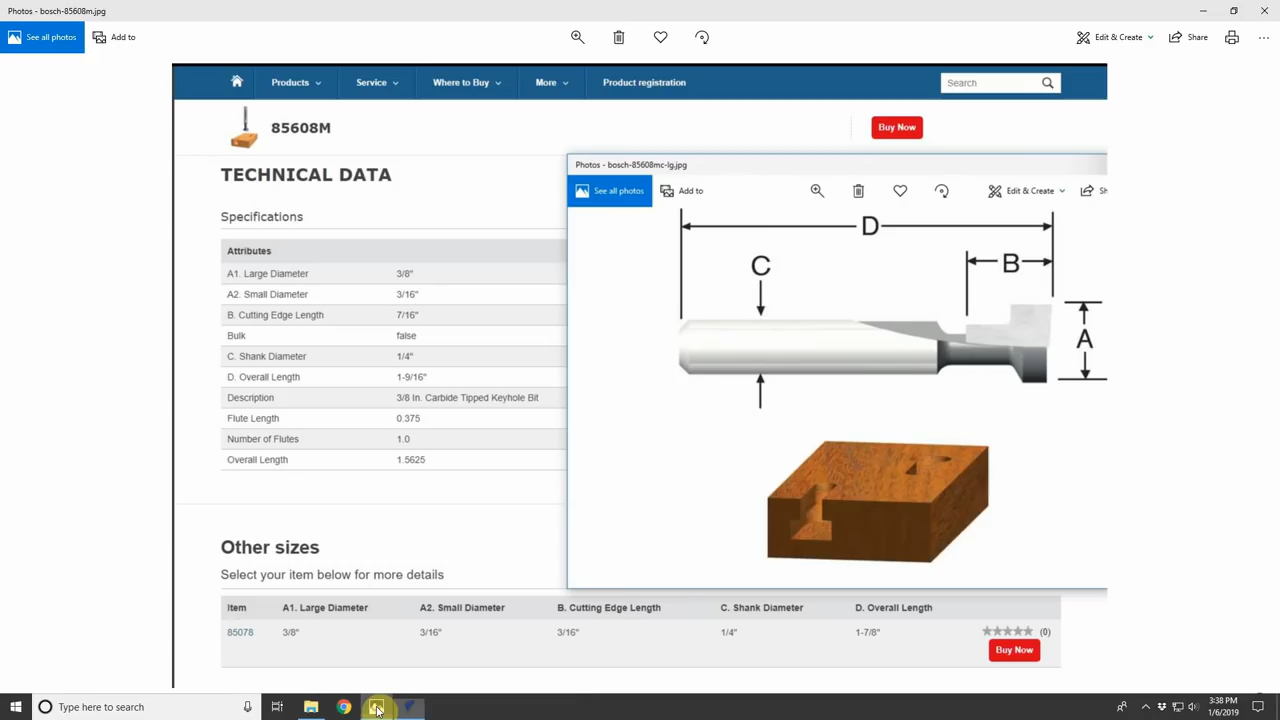 Photos - bosch-85608m.jpg
See all photos
Add to
Edit & Create
Share
Products
Service
Where to Buy
More
Product registration
Search
85608M
Buy Now
TECHNICAL DATA
Specifications
Attributes
A1. Large Diameter 3/8"
A2. Small Diameter 3/16"
B. Cutting Edge Length 7/16"
Bulk false
C. Shank Diameter 1/4"
D. Overall Length 1-9/16"
Description 3/8 In. Carbide Tipped Keyhole Bit
Flute Length 0.375
Number of Flutes 1.0
Overall Length 1.5625
Photos - bosch-85608mc-lg.jpg
See all photos
Add to
Edit & Create
Sh
D
B
C
A
Other sizes
Select your item below for more details
Item A1. Large Diameter A2. Small Diameter B. Cutting Edge Length C. Shank Diameter D. Overall Length
85078 3/8" 3/16" 3/16" 1/4" 1-7/8" (0)
Buy Now
Type here to search
3:38 PM
1/6/2019